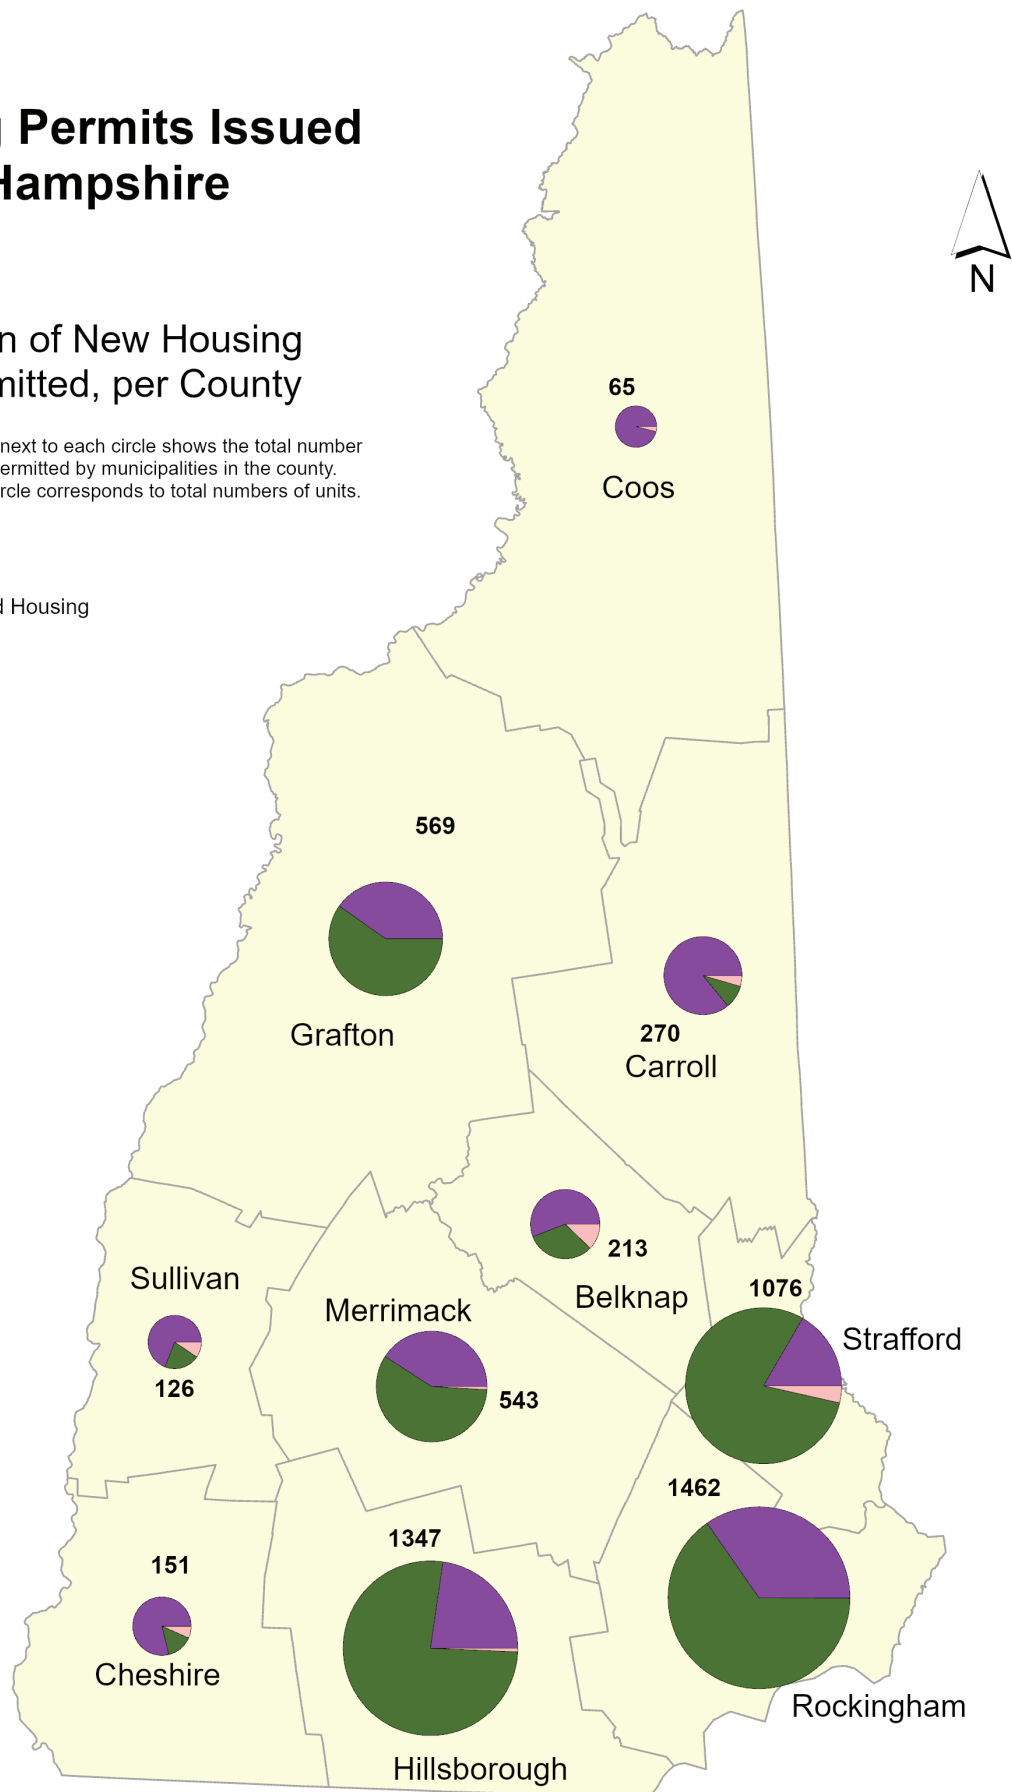 Permits Issued
Hampshire
N
n of New Housing
mitted, per County
next to each circle shows the total number
ermitted by municipalities in the county.
rcle corresponds to total numbers of units.
65
Coos
d Housing
569
Grafton
270
Carroll
213
Belknap
Sullivan
126
Merrimack
543
1076
Strafford
1462
Rockingham
1347
Hillsborough
151
Cheshire